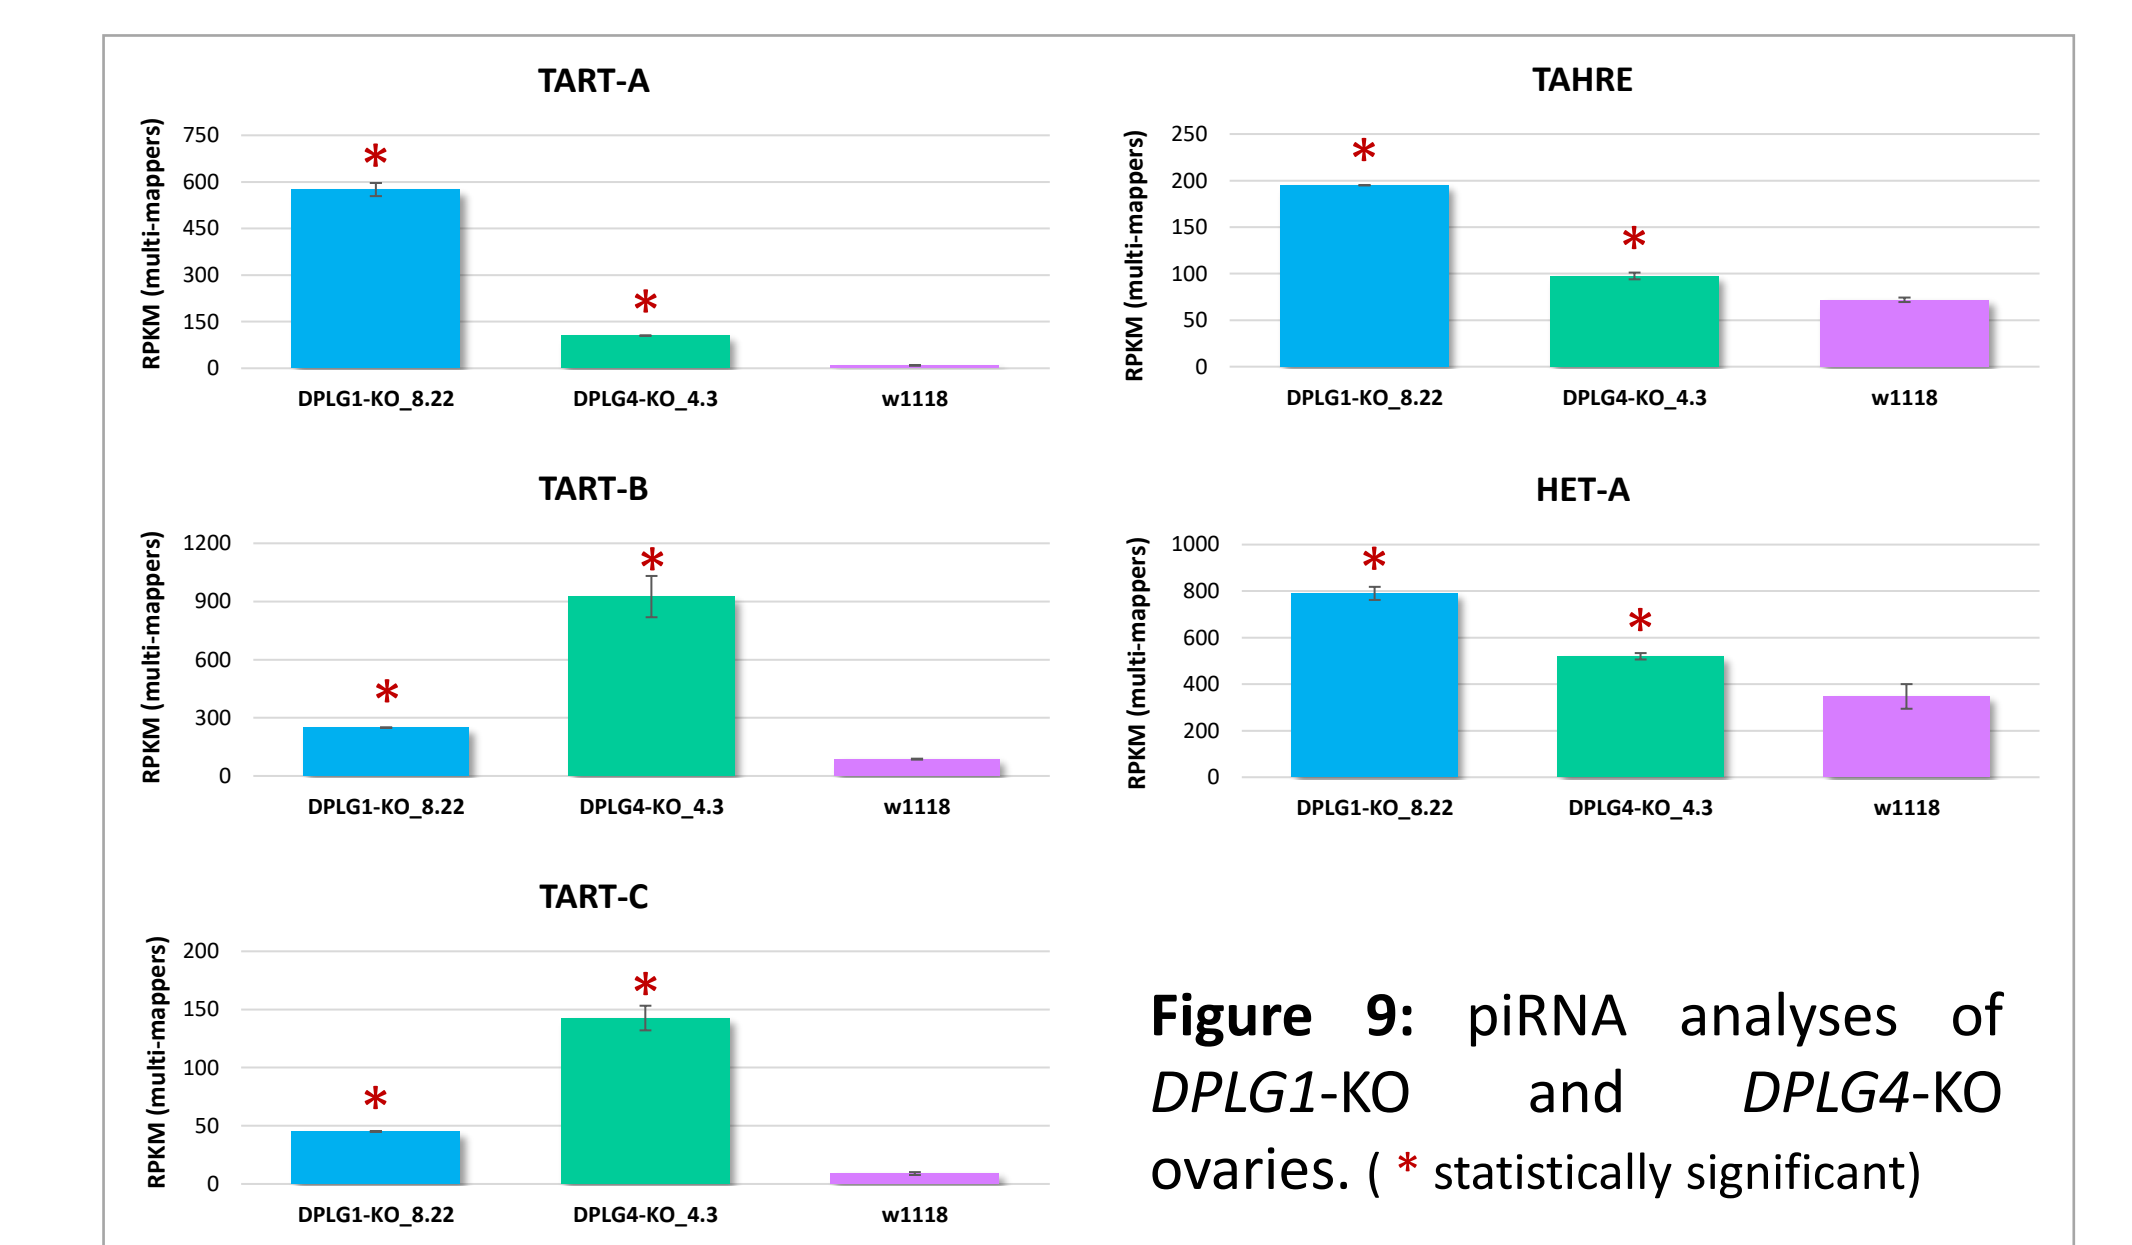 TART-A
RPKM (multi-mappers)
750
600
450
300
150
0
*
*
DPLG1-KO_8.22 DPLG4-KO_4.3 w1118
TAHRE
RPKM (multi-mappers)
250
200
150
100
50
0
*
*
DPLG1-KO_8.22 DPLG4-KO_4.3 w1118
TART-B
RPKM (multi-mappers)
1200
900
600
300
0
*
*
DPLG1-KO_8.22 DPLG4-KO_4.3 w1118
HET-A
RPKM (multi-mappers)
1000
800
600
400
200
0
*
*
DPLG1-KO_8.22 DPLG4-KO_4.3 w1118
TART-C
RPKM (multi-mappers)
200
150
100
50
0
*
*
DPLG1-KO_8.22 DPLG4-KO_4.3 w1118
Figure 9: piRNA analyses of
DPLG1-KO and DPLG4-KO
ovaries. ( * statistically significant)